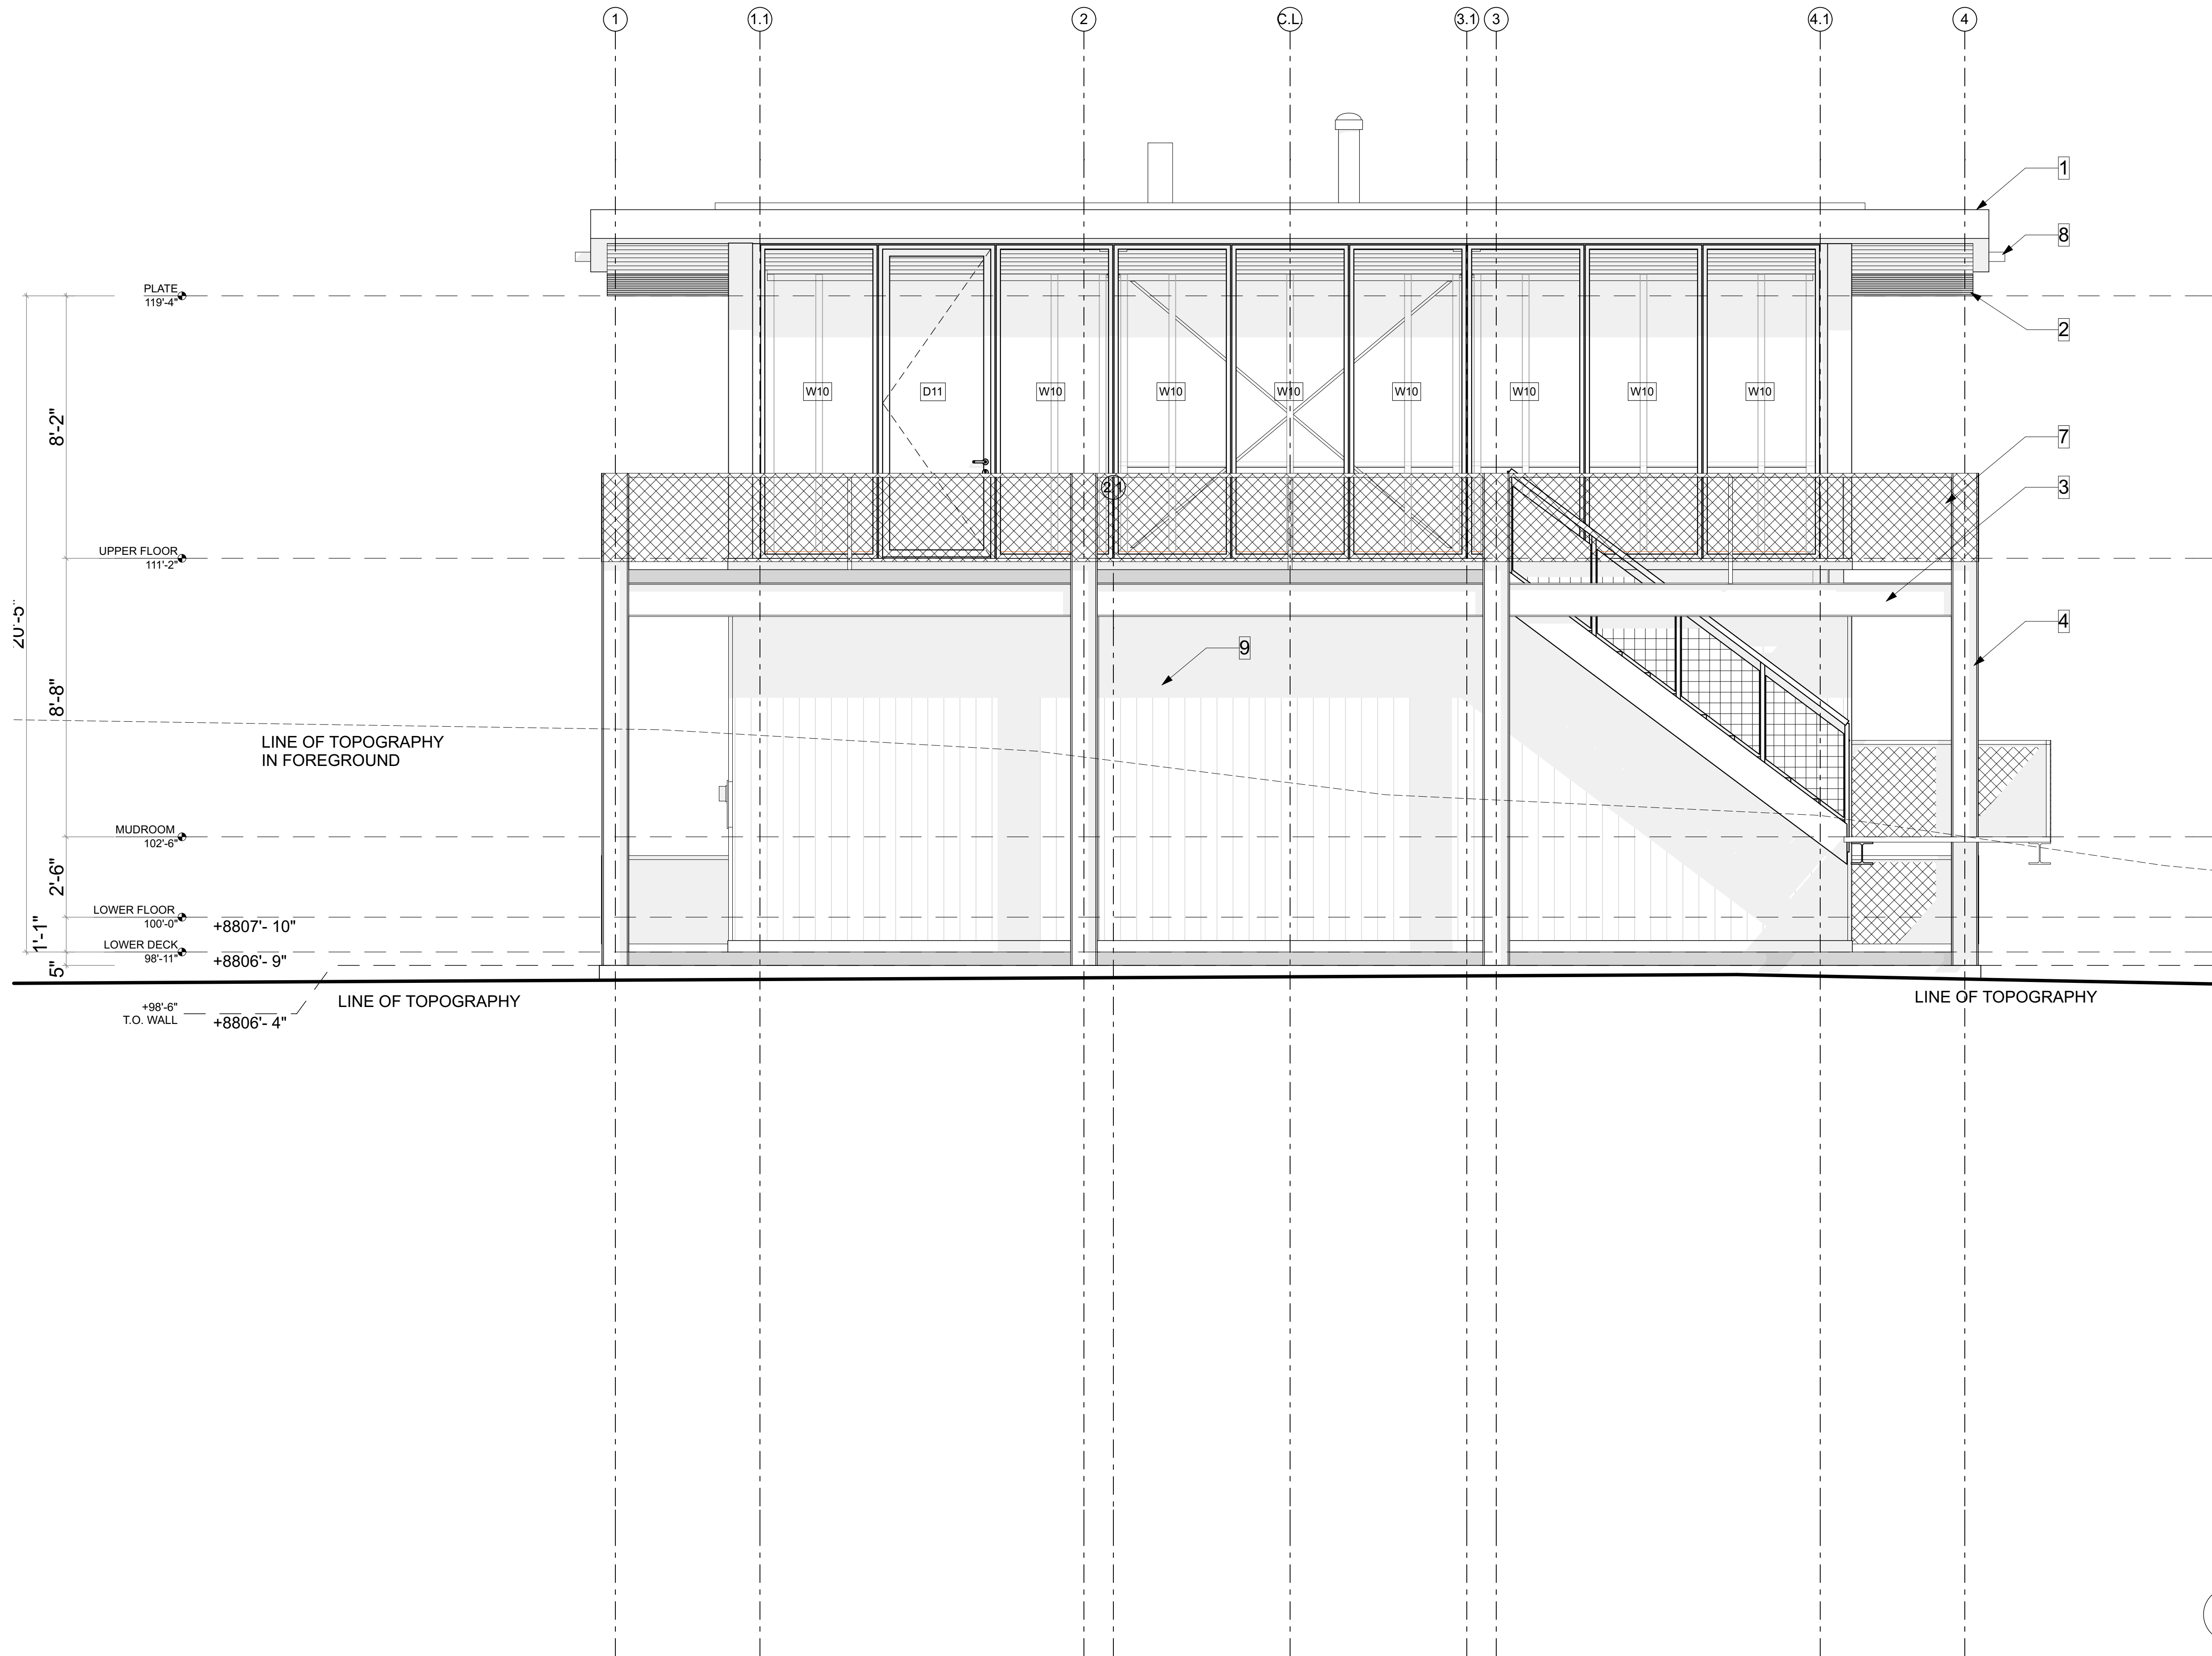 1 1.1 2 C.L. 3.1 3 4.1 4
1
8
PLATE
119'-4"
2
W10 D11 W10 W10 W10 W10 W10 W10 W10
8'-2"
7
2.1
3
UPPER FLOOR
111'-2"
20'-5"
4
9
8'-8"
LINE OF TOPOGRAPHY
IN FOREGROUND
MUDROOM
102'-6"
2'-6"
LOWER FLOOR
100'-0"
+8807'- 10"
1'-1"
LOWER DECK
98'-11"
+8806'- 9"
5"
LINE OF TOPOGRAPHY
LINE OF TOPOGRAPHY
+98'-6"
T.O. WALL
+8806'- 4"